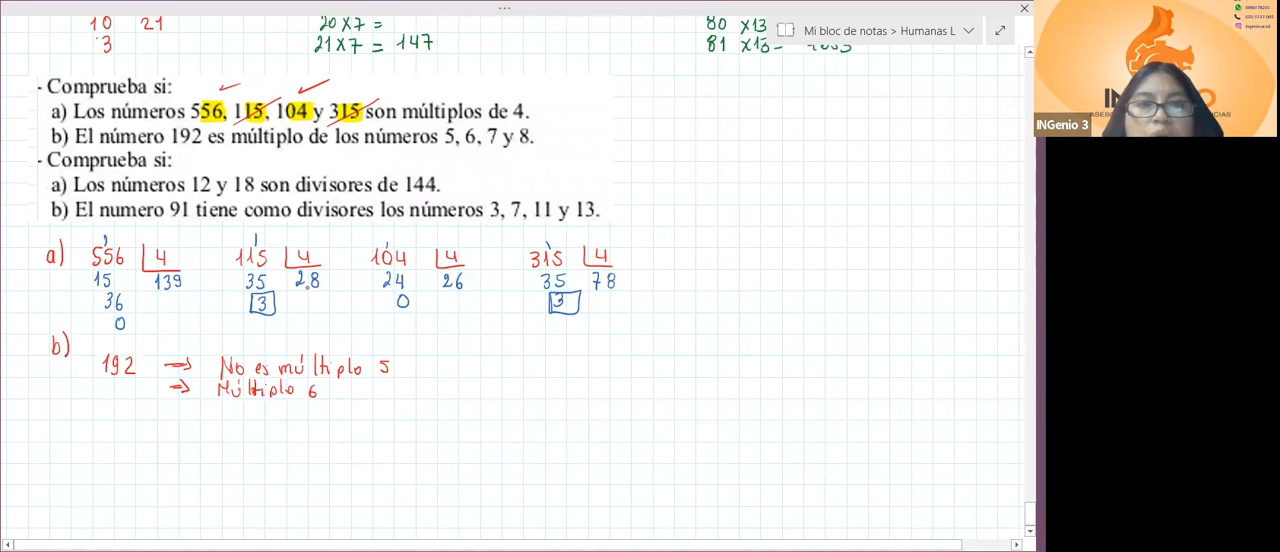 10 21
3
20 x 7 =
21 x 7 = 147
80 x 13
81 x 13 =
Mi bloc de notas > Humanas L
- Comprueba si:
a) Los números 556, 115, 104 y 315 son múltiplos de 4.
b) El número 192 es múltiplo de los números 5, 6, 7 y 8.
- Comprueba si:
a) Los números 12 y 18 son divisores de 144.
b) El numero 91 tiene como divisores los números 3, 7, 11 y 13.
a) 556 4 115 4 104 4 315 4
15 139 35 28 24 26 35 78
36 3 0 3
0
b)
192 ⇒ No es múltiplo 5
⇒ Múltiplo 6
INGenio 3